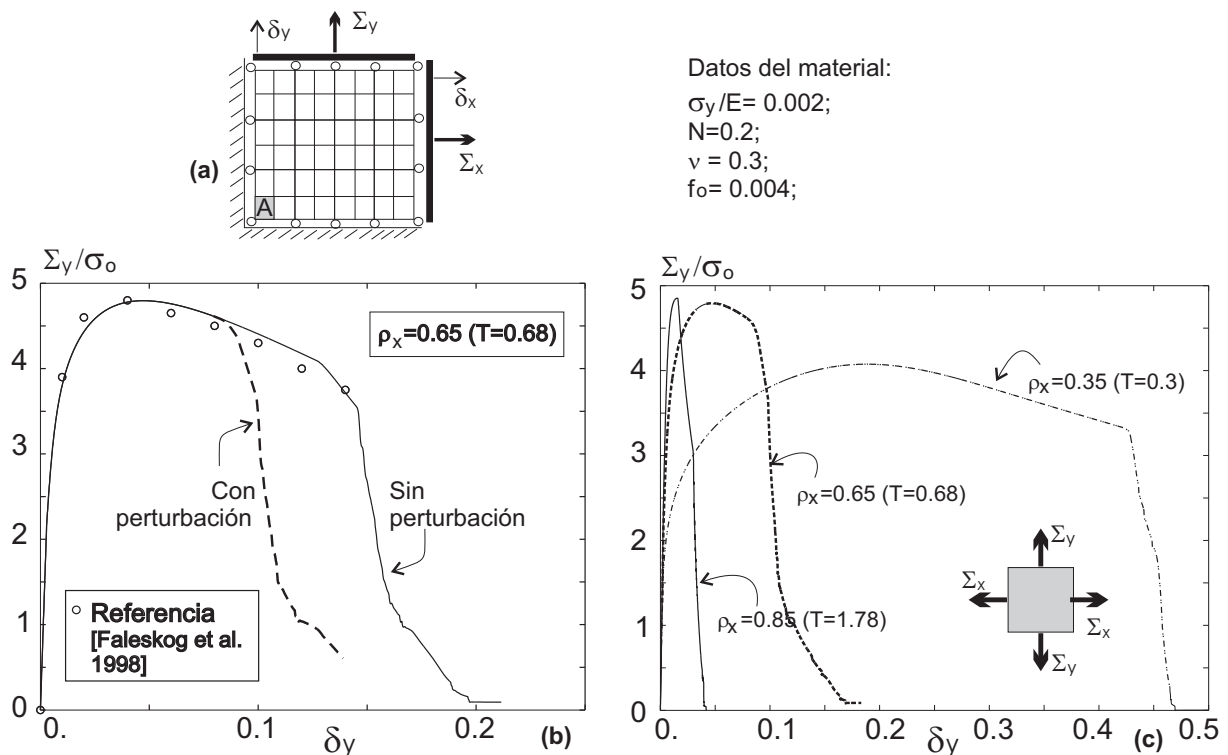 δy
Σy
δx
Σx
(a)
A
Datos del material:
σy/E= 0.002;
N=0.2;
ν = 0.3;
fo= 0.004;
Σy/σo
5
4
3
2
1
0
0.
0.1
0.2
δy
(b)
ρx=0.65 (T=0.68)
Con
perturbación
Sin
perturbación
Referencia
[Faleskog et al.
1998]
Σy/σo
5
4
3
2
1
0
0.
0.1
0.2
0.3
0.4
0.5
δy
(c)
ρx=0.35 (T=0.3)
ρx=0.65 (T=0.68)
ρx=0.85 (T=1.78)
Σy
Σx
Σx
Σy